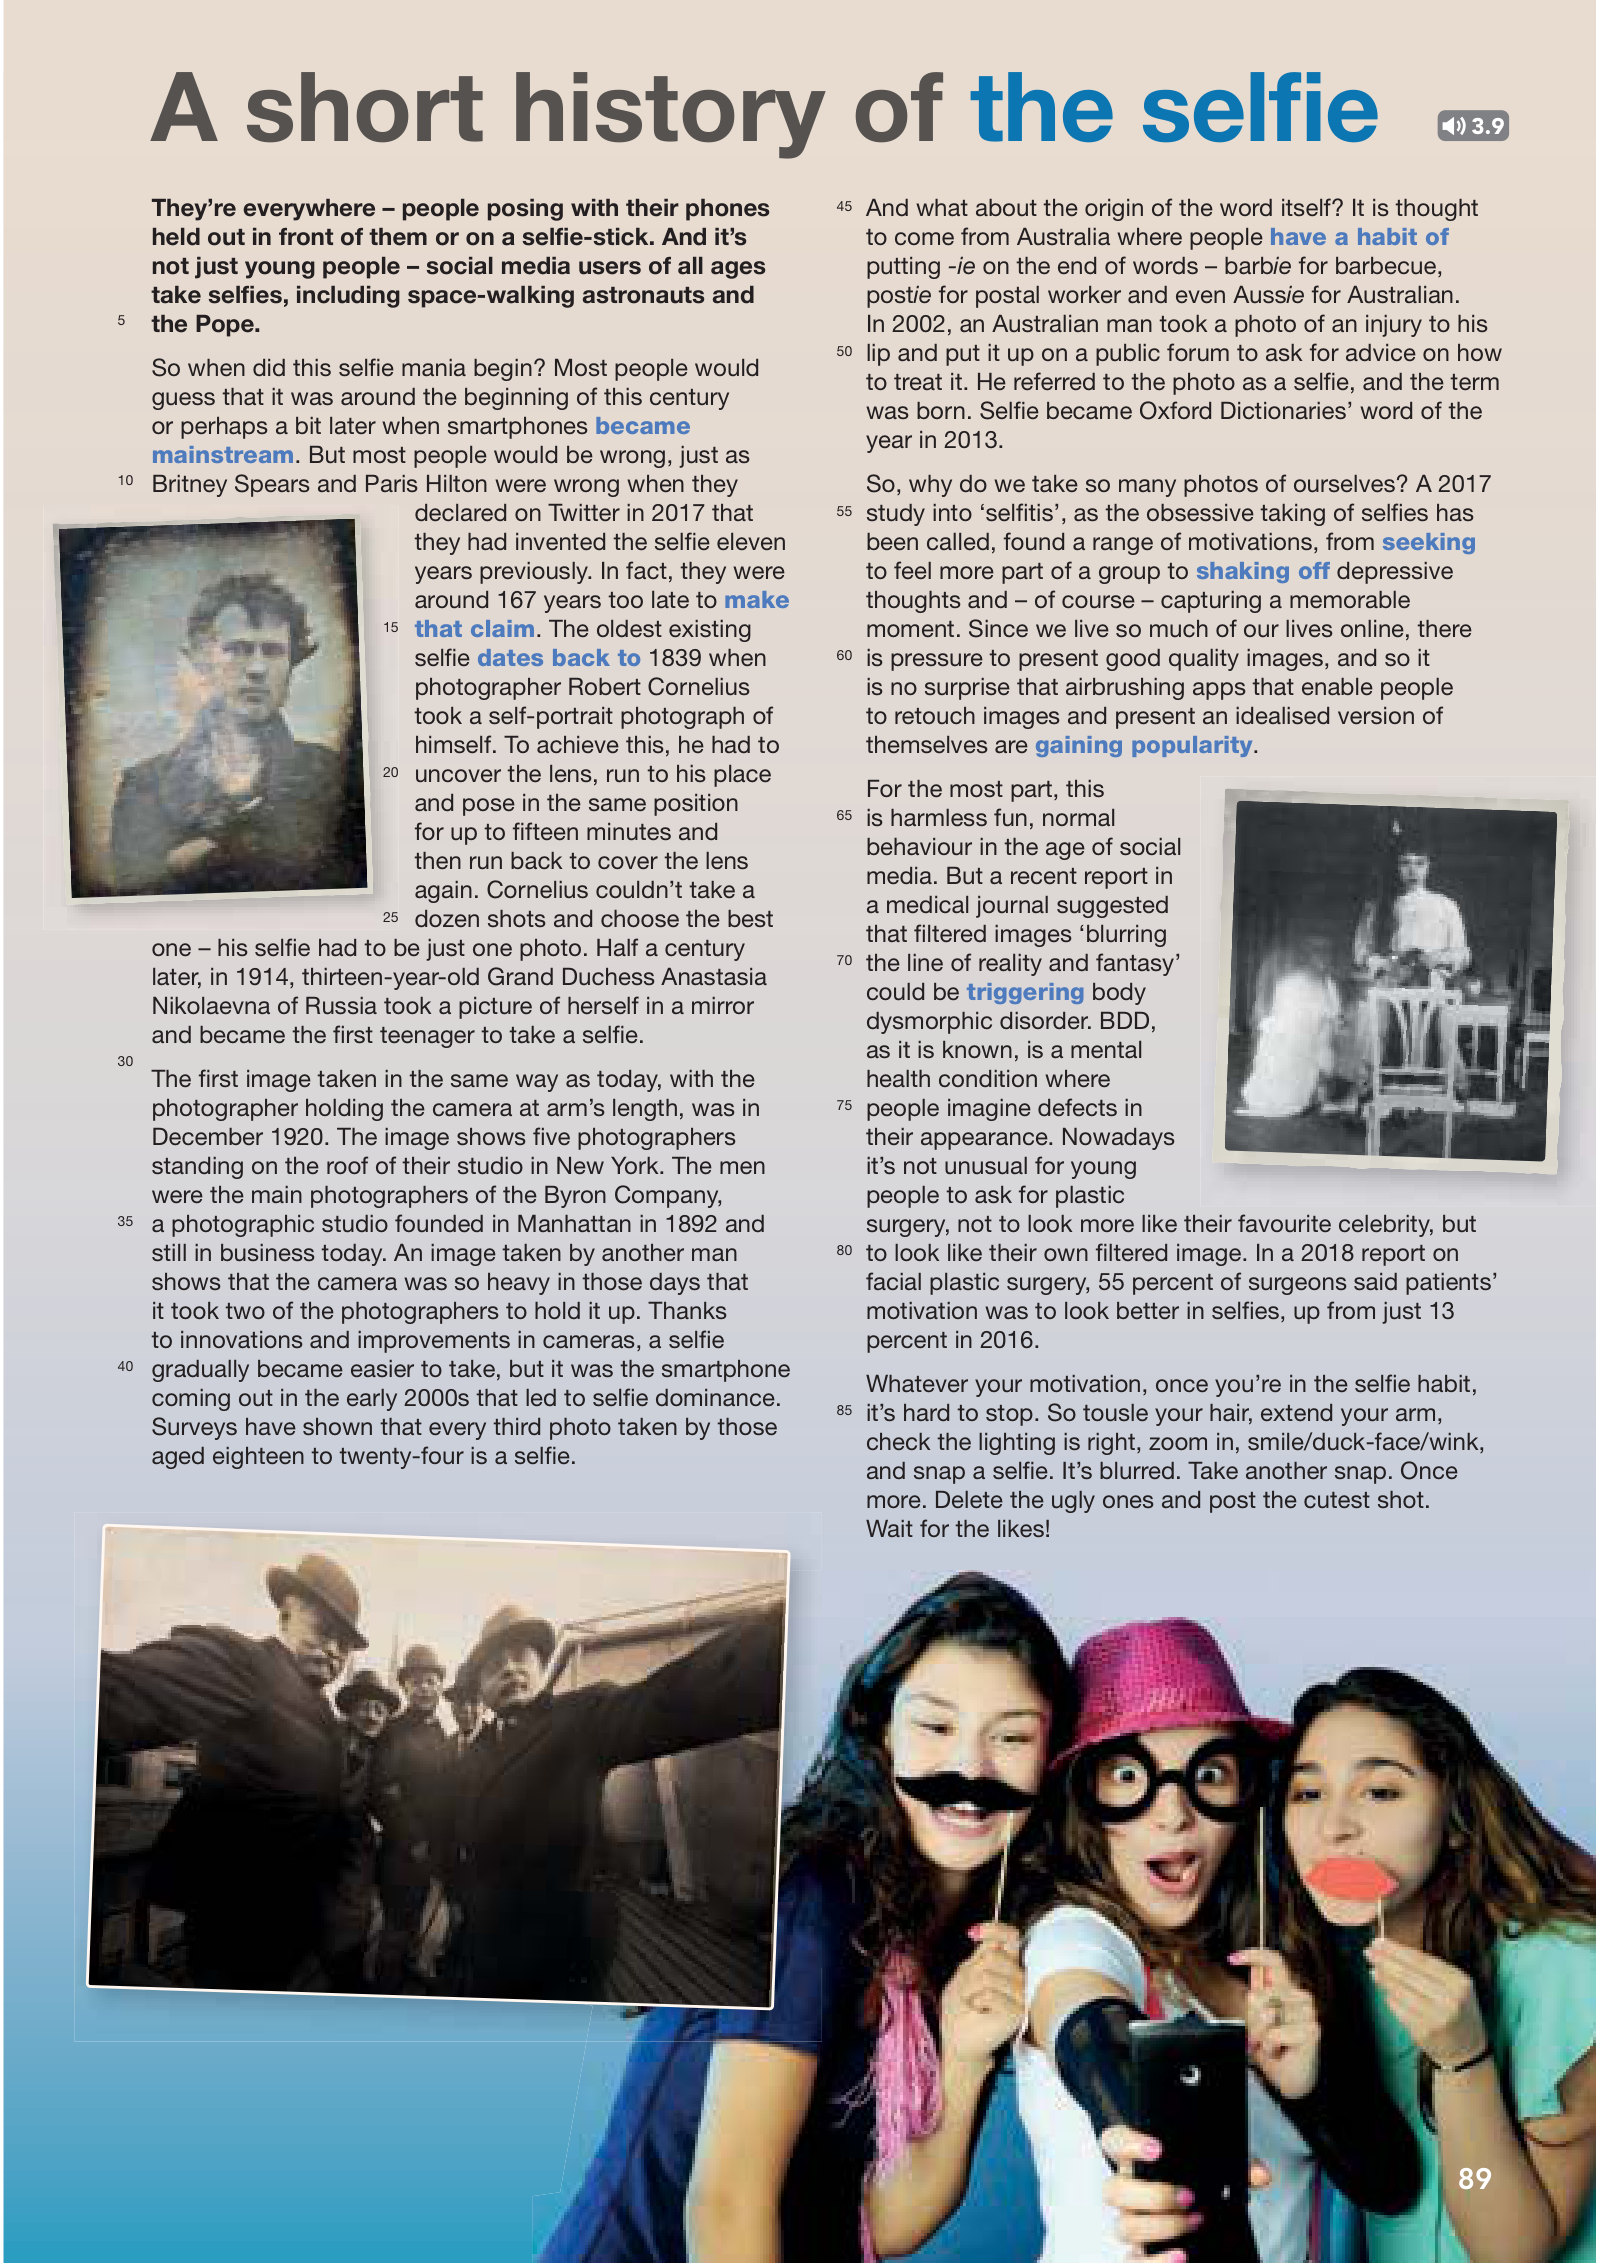 A short history of the selfie
3.9
They're everywhere – people posing with their phones
held out in front of them or on a selfie-stick. And it's
not just young people – social media users of all ages
take selfies, including space-walking astronauts and
5 the Pope.
So when did this selfie mania begin? Most people would
guess that it was around the beginning of this century
or perhaps a bit later when smartphones became
mainstream. But most people would be wrong, just as
10 Britney Spears and Paris Hilton were wrong when they
declared on Twitter in 2017 that
they had invented the selfie eleven
years previously. In fact, they were
around 167 years too late to make
15 that claim. The oldest existing
selfie dates back to 1839 when
photographer Robert Cornelius
took a self-portrait photograph of
himself. To achieve this, he had to
20 uncover the lens, run to his place
and pose in the same position
for up to fifteen minutes and
then run back to cover the lens
again. Cornelius couldn't take a
25 dozen shots and choose the best
one – his selfie had to be just one photo. Half a century
later, in 1914, thirteen-year-old Grand Duchess Anastasia
Nikolaevna of Russia took a picture of herself in a mirror
and became the first teenager to take a selfie.
30
The first image taken in the same way as today, with the
photographer holding the camera at arm's length, was in
December 1920. The image shows five photographers
standing on the roof of their studio in New York. The men
were the main photographers of the Byron Company,
35 a photographic studio founded in Manhattan in 1892 and
still in business today. An image taken by another man
shows that the camera was so heavy in those days that
it took two of the photographers to hold it up. Thanks
to innovations and improvements in cameras, a selfie
40 gradually became easier to take, but it was the smartphone
coming out in the early 2000s that led to selfie dominance.
Surveys have shown that every third photo taken by those
aged eighteen to twenty-four is a selfie.
45 And what about the origin of the word itself? It is thought
to come from Australia where people have a habit of
putting -ie on the end of words – barbie for barbecue,
postie for postal worker and even Aussie for Australian.
In 2002, an Australian man took a photo of an injury to his
50 lip and put it up on a public forum to ask for advice on how
to treat it. He referred to the photo as a selfie, and the term
was born. Selfie became Oxford Dictionaries' word of the
year in 2013.
So, why do we take so many photos of ourselves? A 2017
55 study into 'selfitis', as the obsessive taking of selfies has
been called, found a range of motivations, from seeking
to feel more part of a group to shaking off depressive
thoughts and – of course – capturing a memorable
moment. Since we live so much of our lives online, there
60 is pressure to present good quality images, and so it
is no surprise that airbrushing apps that enable people
to retouch images and present an idealised version of
themselves are gaining popularity.
For the most part, this
65 is harmless fun, normal
behaviour in the age of social
media. But a recent report in
a medical journal suggested
that filtered images 'blurring
70 the line of reality and fantasy'
could be triggering body
dysmorphic disorder. BDD,
as it is known, is a mental
health condition where
75 people imagine defects in
their appearance. Nowadays
it's not unusual for young
people to ask for plastic
surgery, not to look more like their favourite celebrity, but
80 to look like their own filtered image. In a 2018 report on
facial plastic surgery, 55 percent of surgeons said patients'
motivation was to look better in selfies, up from just 13
percent in 2016.
Whatever your motivation, once you're in the selfie habit,
85 it's hard to stop. So tousle your hair, extend your arm,
check the lighting is right, zoom in, smile/duck-face/wink,
and snap a selfie. It's blurred. Take another snap. Once
more. Delete the ugly ones and post the cutest shot.
Wait for the likes!
89